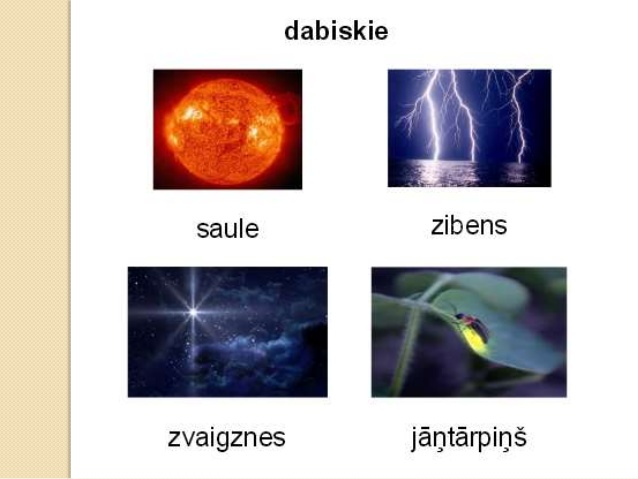 dabiskie
saule
zibens
zvaigznes
jāņtārpiņš